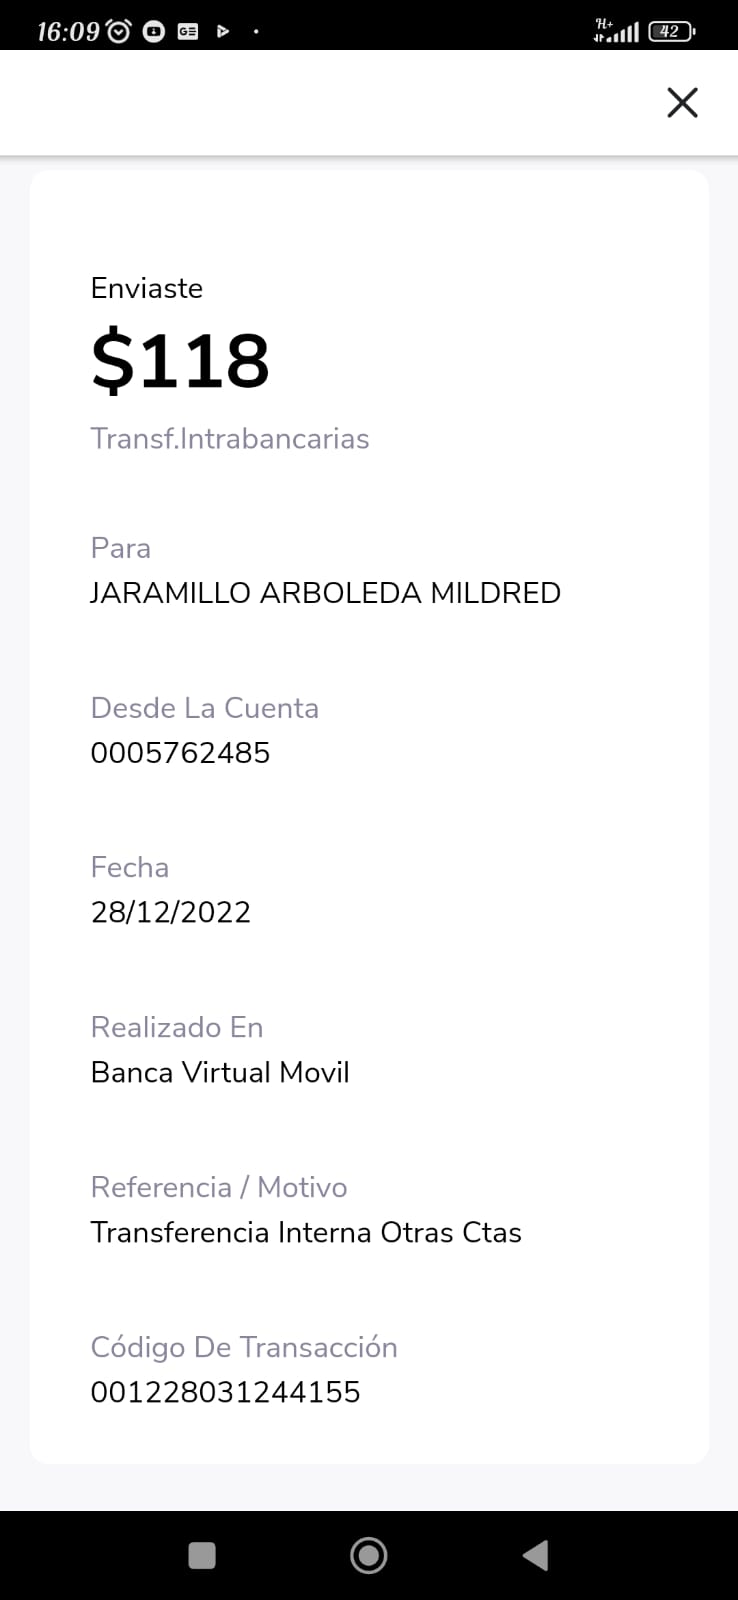 16:09
GE
H+
42
Enviaste
$118
Transf.Intrabancarias
Para
JARAMILLO ARBOLEDA MILDRED
Desde La Cuenta
0005762485
Fecha
28/12/2022
Realizado En
Banca Virtual Movil
Referencia / Motivo
Transferencia Interna Otras Ctas
Código De Transacción
001228031244155